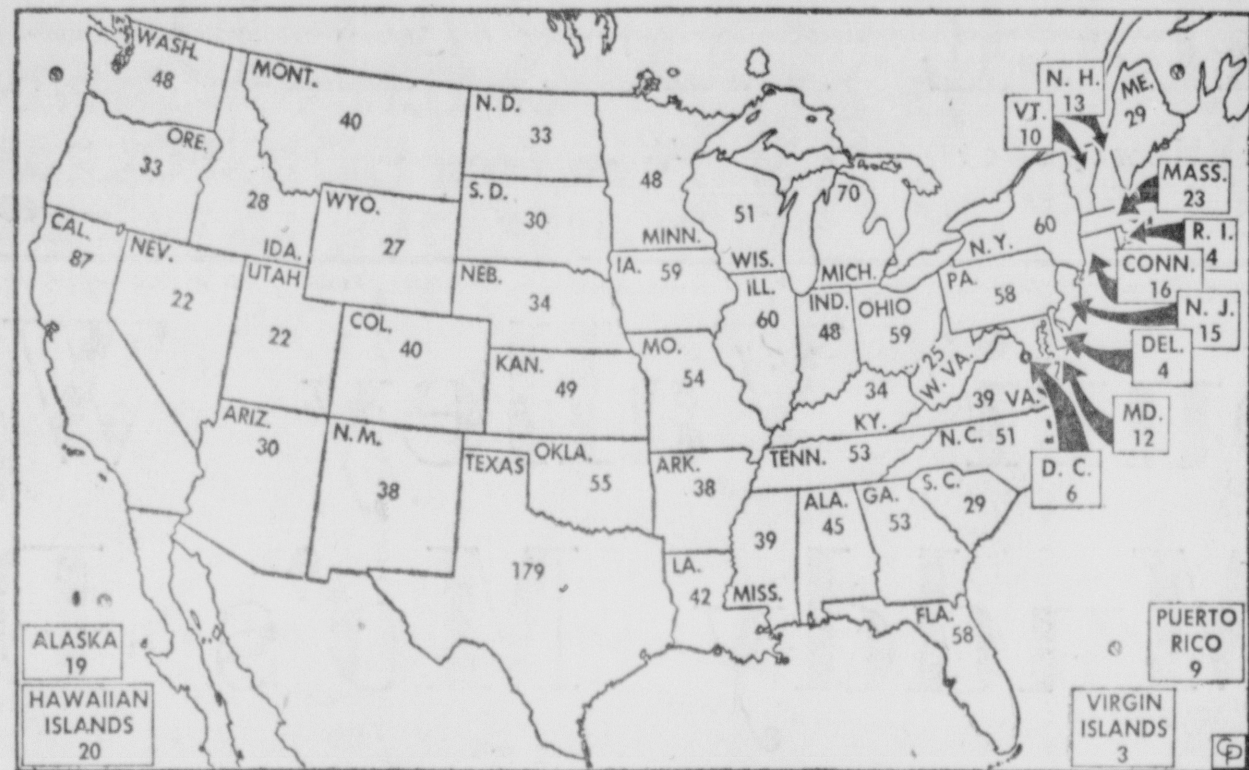 WASH.
48
MONT.
40
N. D.
33
ORE.
33
28
IDA.
WYO.
27
S. D.
30
48
MINN.
51
WIS.
70
MICH.
N. H.
13
VT.
10
ME.
29
MASS.
23
R. I.
4
CONN.
16
N. J.
15
DEL.
4
MD.
12
D. C.
6
60
N. Y.
PA.
58
CAL.
87
NEV.
22
UTAH
22
COL.
40
NEB.
34
IA.
59
ILL.
60
IND.
48
OHIO
59
25
W. VA.
39 VA.
KAN.
49
MO.
54
34
KY.
ARIZ.
30
N. M.
38
TEXAS
179
OKLA.
55
ARK.
38
TENN. 53
N.C. 51
S. C.
29
ALA.
45
GA.
53
39
MISS.
LA.
42
FLA.
58
ALASKA
19
HAWAIIAN
ISLANDS
20
PUERTO
RICO
9
VIRGIN
ISLANDS
3
CP